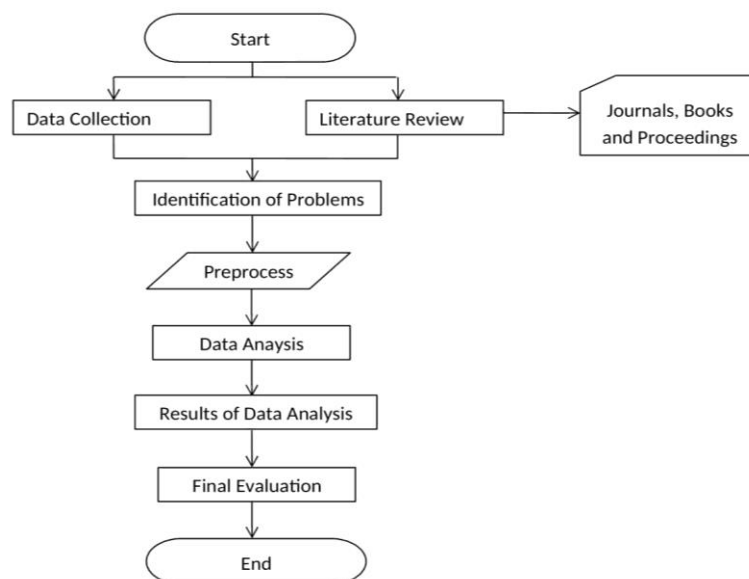 Start
Data Collection
Literature Review
Journals, Books
and Proceedings
Identification of Problems
Preprocess
Data Anaysis
Results of Data Analysis
Final Evaluation
End